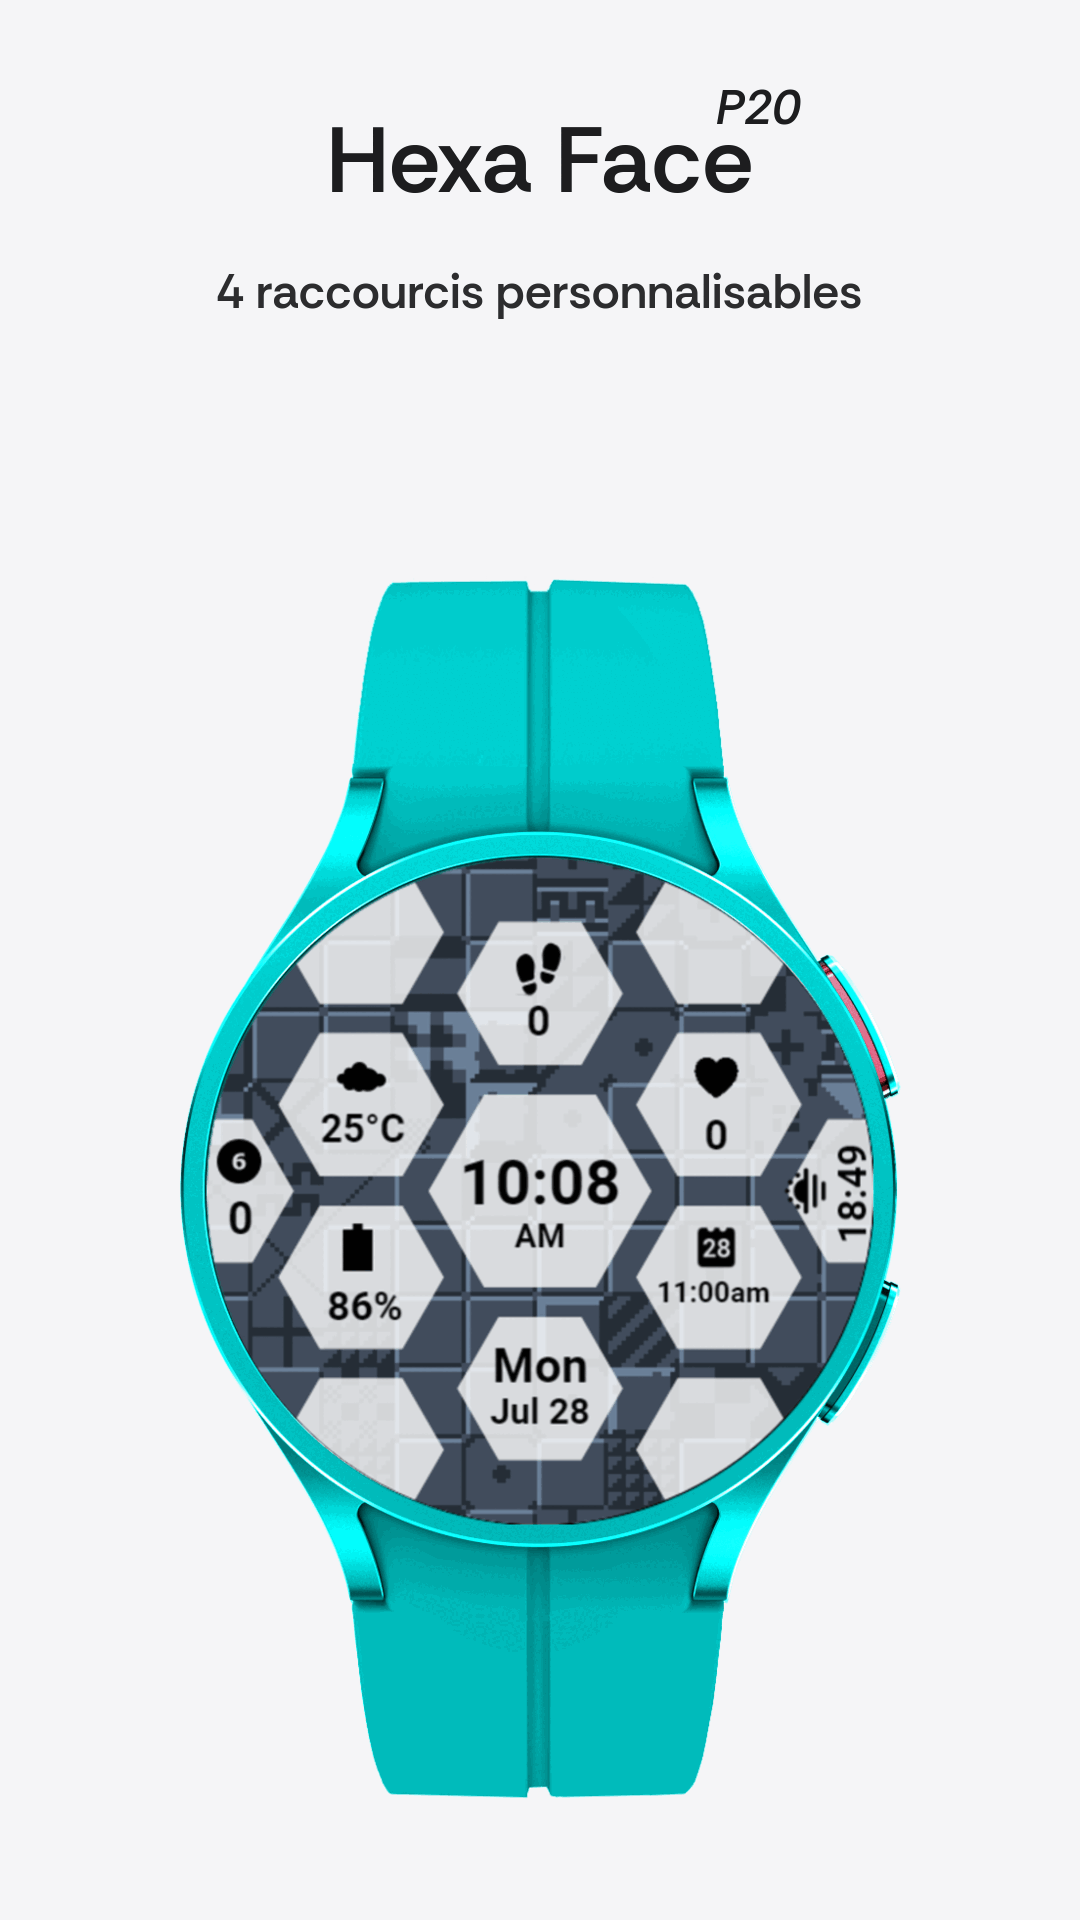 P20
Hexa Face
4 raccourcis personnalisables
0
25°C
0
6
0
10:08
AM
18:49
86%
28
11:00am
Mon
Jul 28